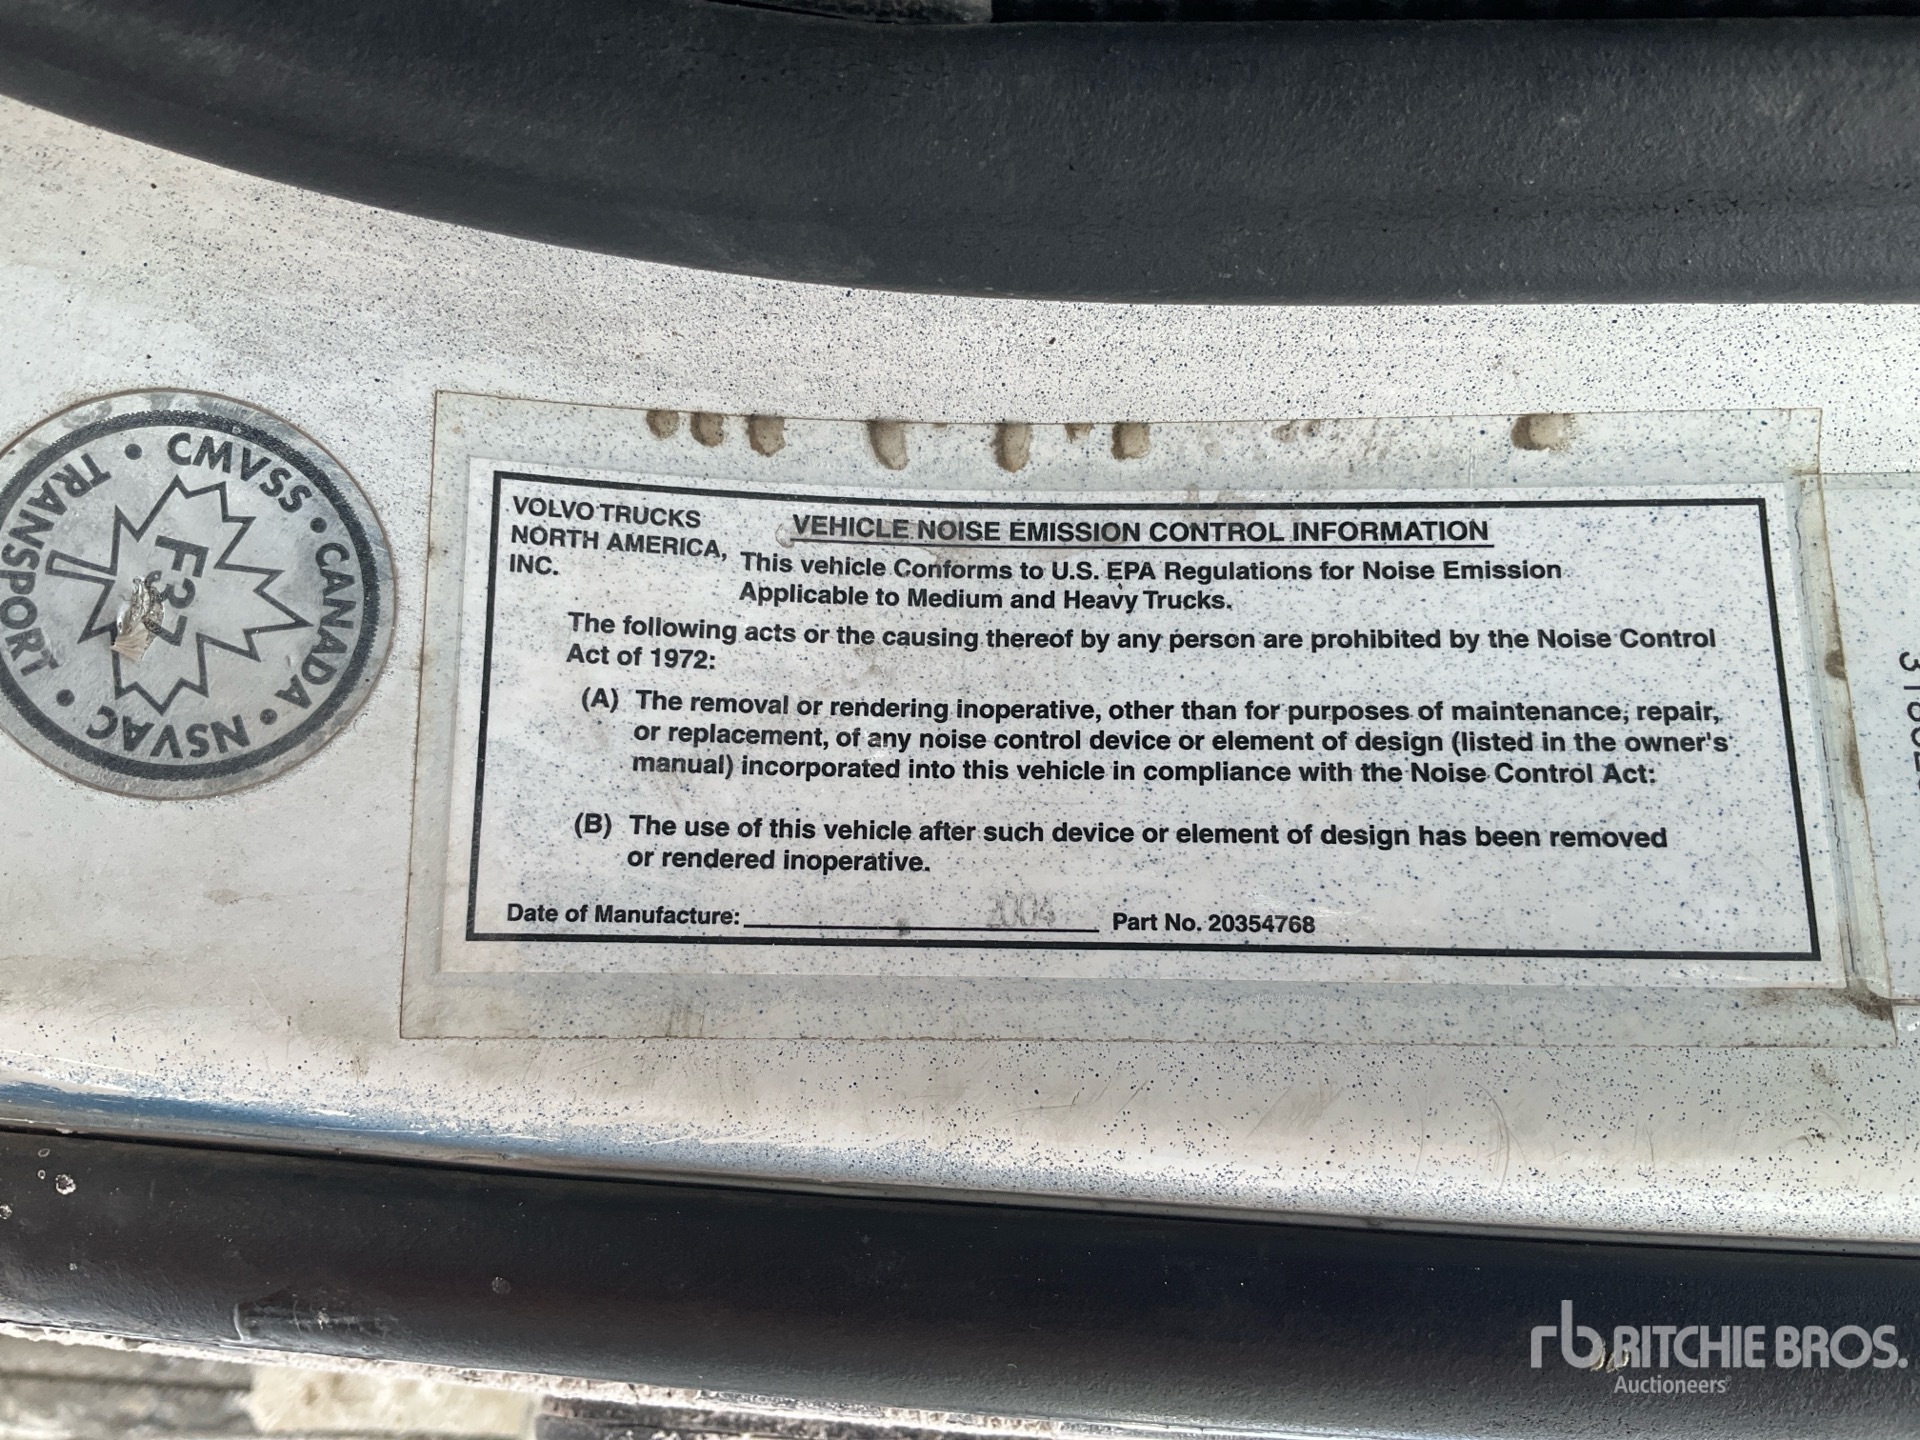 TRANSPORT • CMVSS • CANADA • NSVAC •
F37
VOLVO TRUCKS
NORTH AMERICA,
INC.
VEHICLE NOISE EMISSION CONTROL INFORMATION
This vehicle Conforms to U.S. EPA Regulations for Noise Emission
Applicable to Medium and Heavy Trucks.
The following acts or the causing thereof by any person are prohibited by the Noise Control
Act of 1972:
(A) The removal or rendering inoperative, other than for purposes of maintenance, repair,
or replacement, of any noise control device or element of design (listed in the owner's
manual) incorporated into this vehicle in compliance with the Noise Control Act:
(B) The use of this vehicle after such device or element of design has been removed
or rendered inoperative.
Date of Manufacture: 2004 Part No. 20354768
rb RITCHIE BROS.
Auctioneers